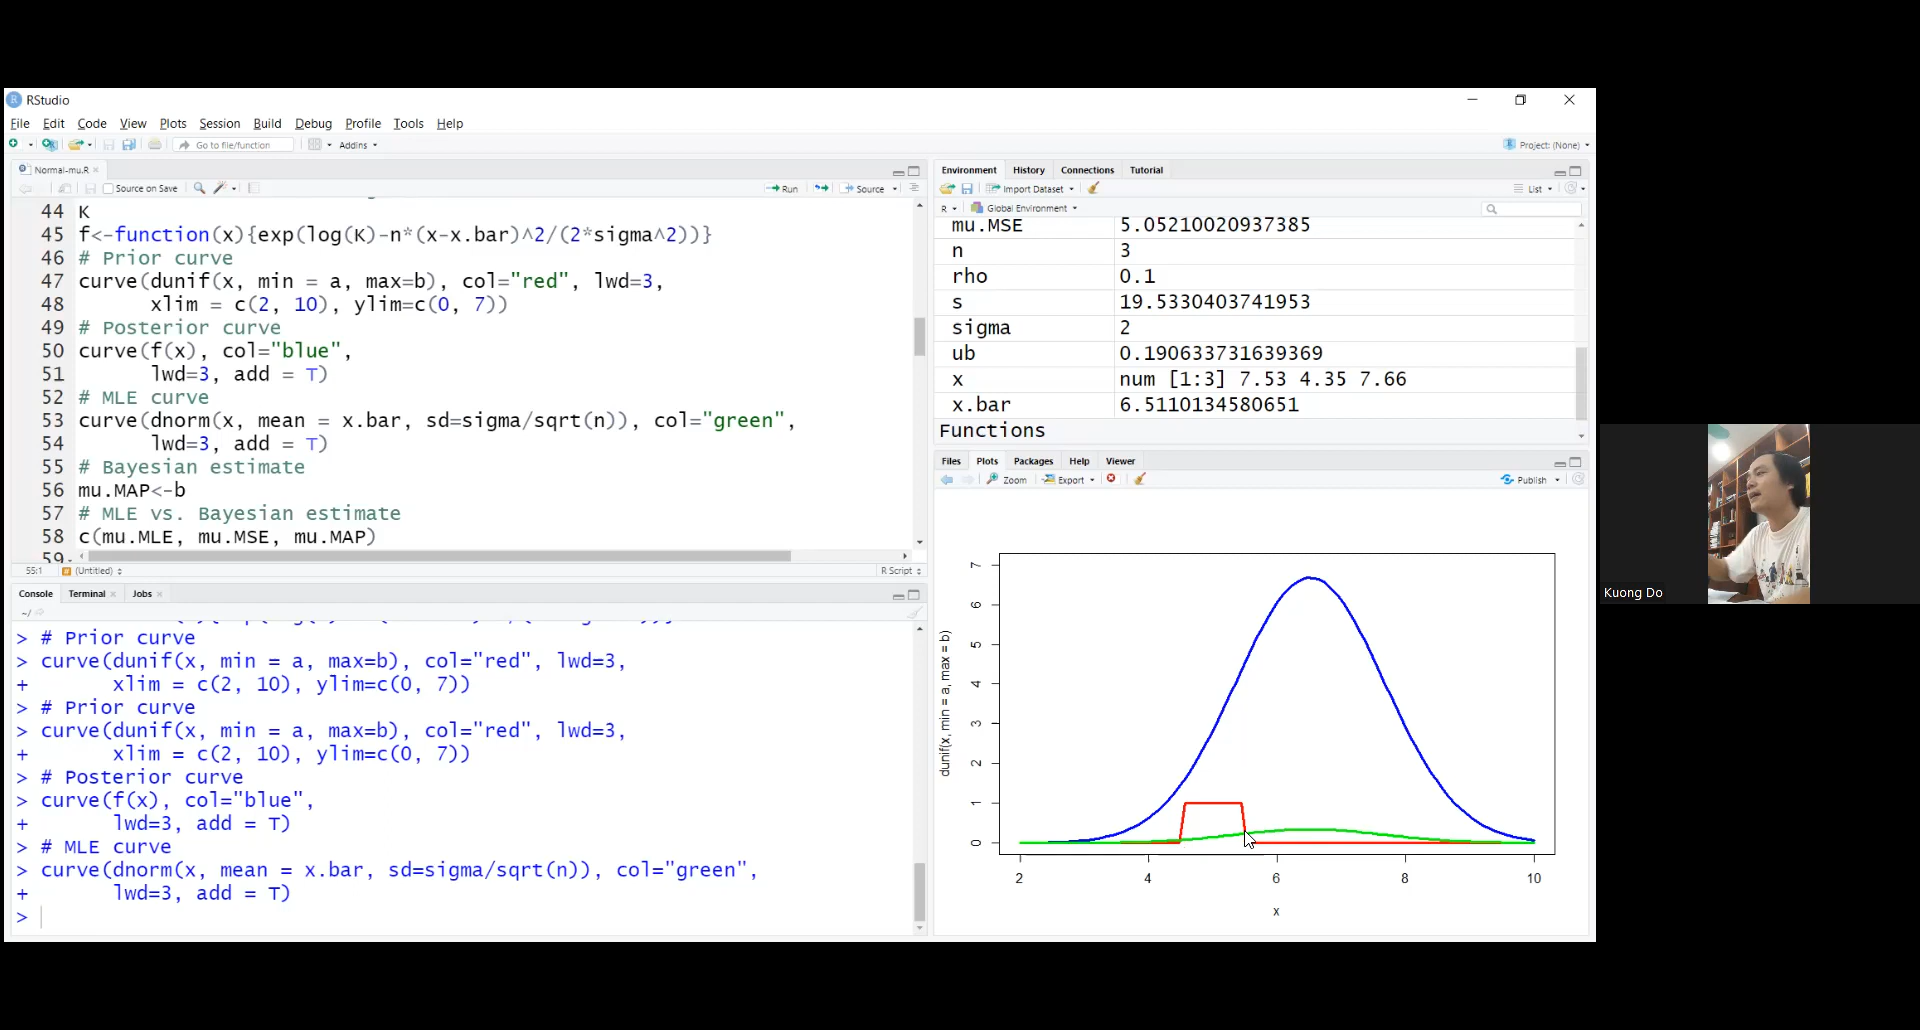 RStudio
File Edit Code View Plots Session Build Debug Profile Tools Help
Go to file/function
Addins
Project: (None)
Normal-mu.R
Source on Save
Run
Source
44 K
45 f<-function(x){exp(log(K)-n*(x-x.bar)^2/(2*sigma^2))}
46 # Prior curve
47 curve(dunif(x, min = a, max=b), col="red", lwd=3,
48 xlim = c(2, 10), ylim=c(0, 7))
49 # Posterior curve
50 curve(f(x), col="blue",
51 lwd=3, add = T)
52 # MLE curve
53 curve(dnorm(x, mean = x.bar, sd=sigma/sqrt(n)), col="green",
54 lwd=3, add = T)
55 # Bayesian estimate
56 mu.MAP<-b
57 # MLE vs. Bayesian estimate
58 c(mu.MLE, mu.MSE, mu.MAP)
59
55:1 (Untitled) R Script
Console Terminal Jobs
~/
> # Prior curve
> curve(dunif(x, min = a, max=b), col="red", lwd=3,
+ xlim = c(2, 10), ylim=c(0, 7))
> # Prior curve
> curve(dunif(x, min = a, max=b), col="red", lwd=3,
+ xlim = c(2, 10), ylim=c(0, 7))
> # Posterior curve
> curve(f(x), col="blue",
+ lwd=3, add = T)
> # MLE curve
> curve(dnorm(x, mean = x.bar, sd=sigma/sqrt(n)), col="green",
+ lwd=3, add = T)
>
Environment History Connections Tutorial
Import Dataset
List
R Global Environment
mu.MSE 5.05210020937385
n 3
rho 0.1
s 19.5330403741953
sigma 2
ub 0.190633731639369
x num [1:3] 7.53 4.35 7.66
x.bar 6.5110134580651
Functions
Files Plots Packages Help Viewer
Zoom Export Publish
dunif(x, min = a, max = b)
7
6
5
4
3
2
1
0
2 4 6 8 10
x
Kuong Do